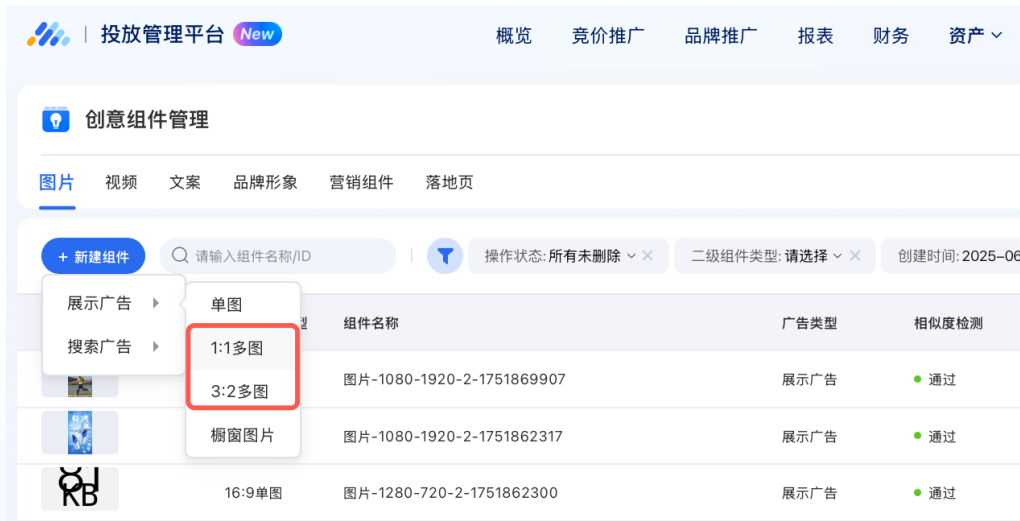 投放管理平台 New 概览 竞价推广 品牌推广 报表 财务 资产
创意组件管理
图片 视频 文案 品牌形象 营销组件 落地页
+ 新建组件 请输入组件名称/ID 操作状态: 所有未删除 二级组件类型: 请选择 创建时间: 2025-06
展示广告
搜索广告
单图
1:1多图
3:2多图
橱窗图片
型 组件名称 广告类型 相似度检测
图片-1080-1920-2-1751869907 展示广告 通过
图片-1080-1920-2-1751862317 展示广告 通过
KB 16:9单图 图片-1280-720-2-1751862300 展示广告 通过